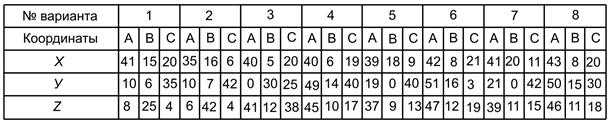 № варианта 1 2 3 4 5 6 7 8
Координаты A B C A B C A B C A B C A B C A B C A B C A B C
X 41 15 20 35 16 6 40 5 20 40 6 19 39 18 9 42 8 21 41 20 11 43 8 20
У 10 6 35 10 7 42 0 30 25 49 14 40 19 0 40 51 16 3 21 0 42 50 15 30
Z 8 25 4 6 42 4 41 12 38 45 10 17 37 9 13 47 12 19 39 11 15 46 11 18